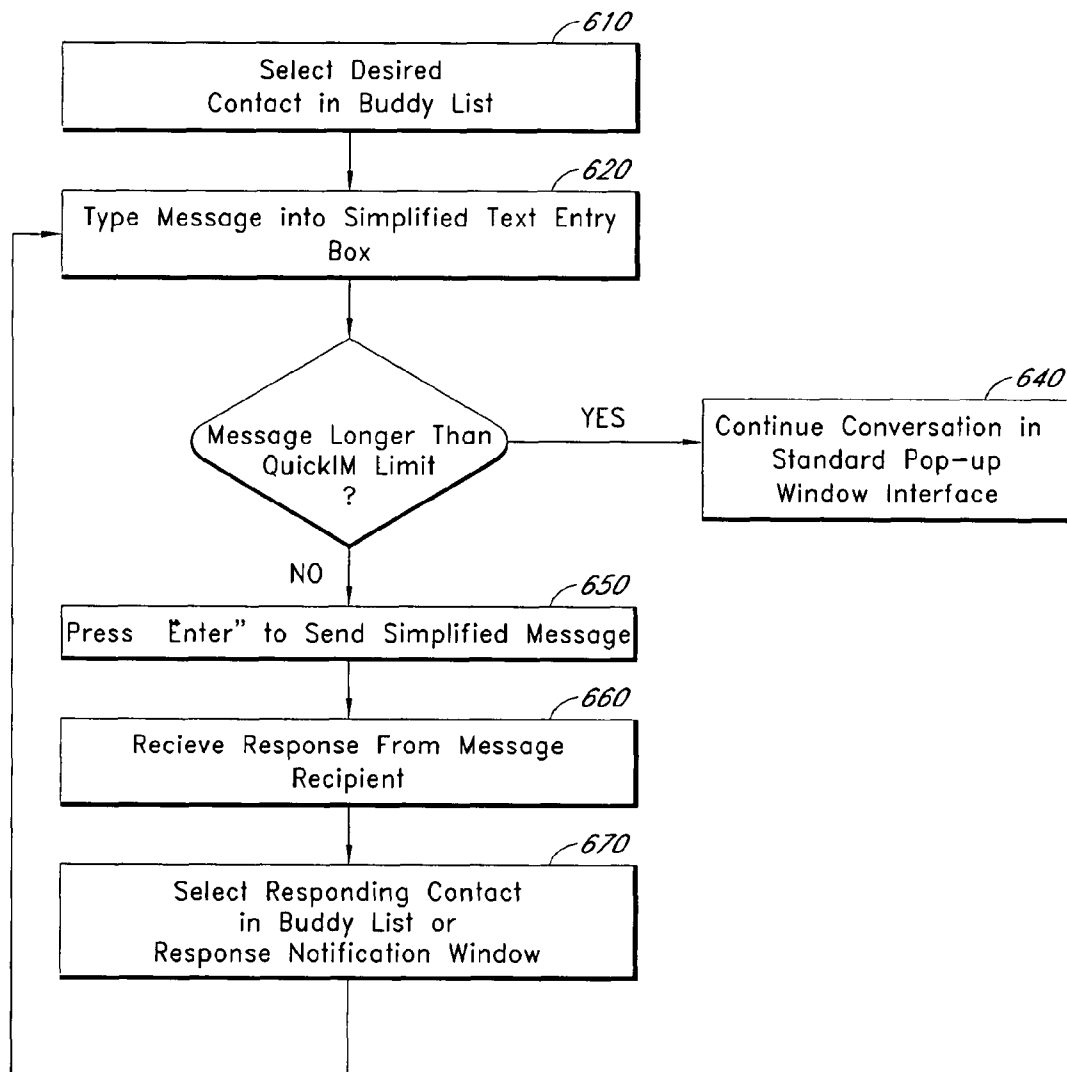 610
Select Desired
Contact in Buddy List
620
Type Message into Simplified Text Entry
Box
Message Longer Than
QuickIM Limit
?
YES
640
Continue Conversation in
Standard Pop-up
Window Interface
NO
650
Press "Enter" to Send Simplified Message
660
Recieve Response From Message
Recipient
670
Select Responding Contact
in Buddy List or
Response Notification Window